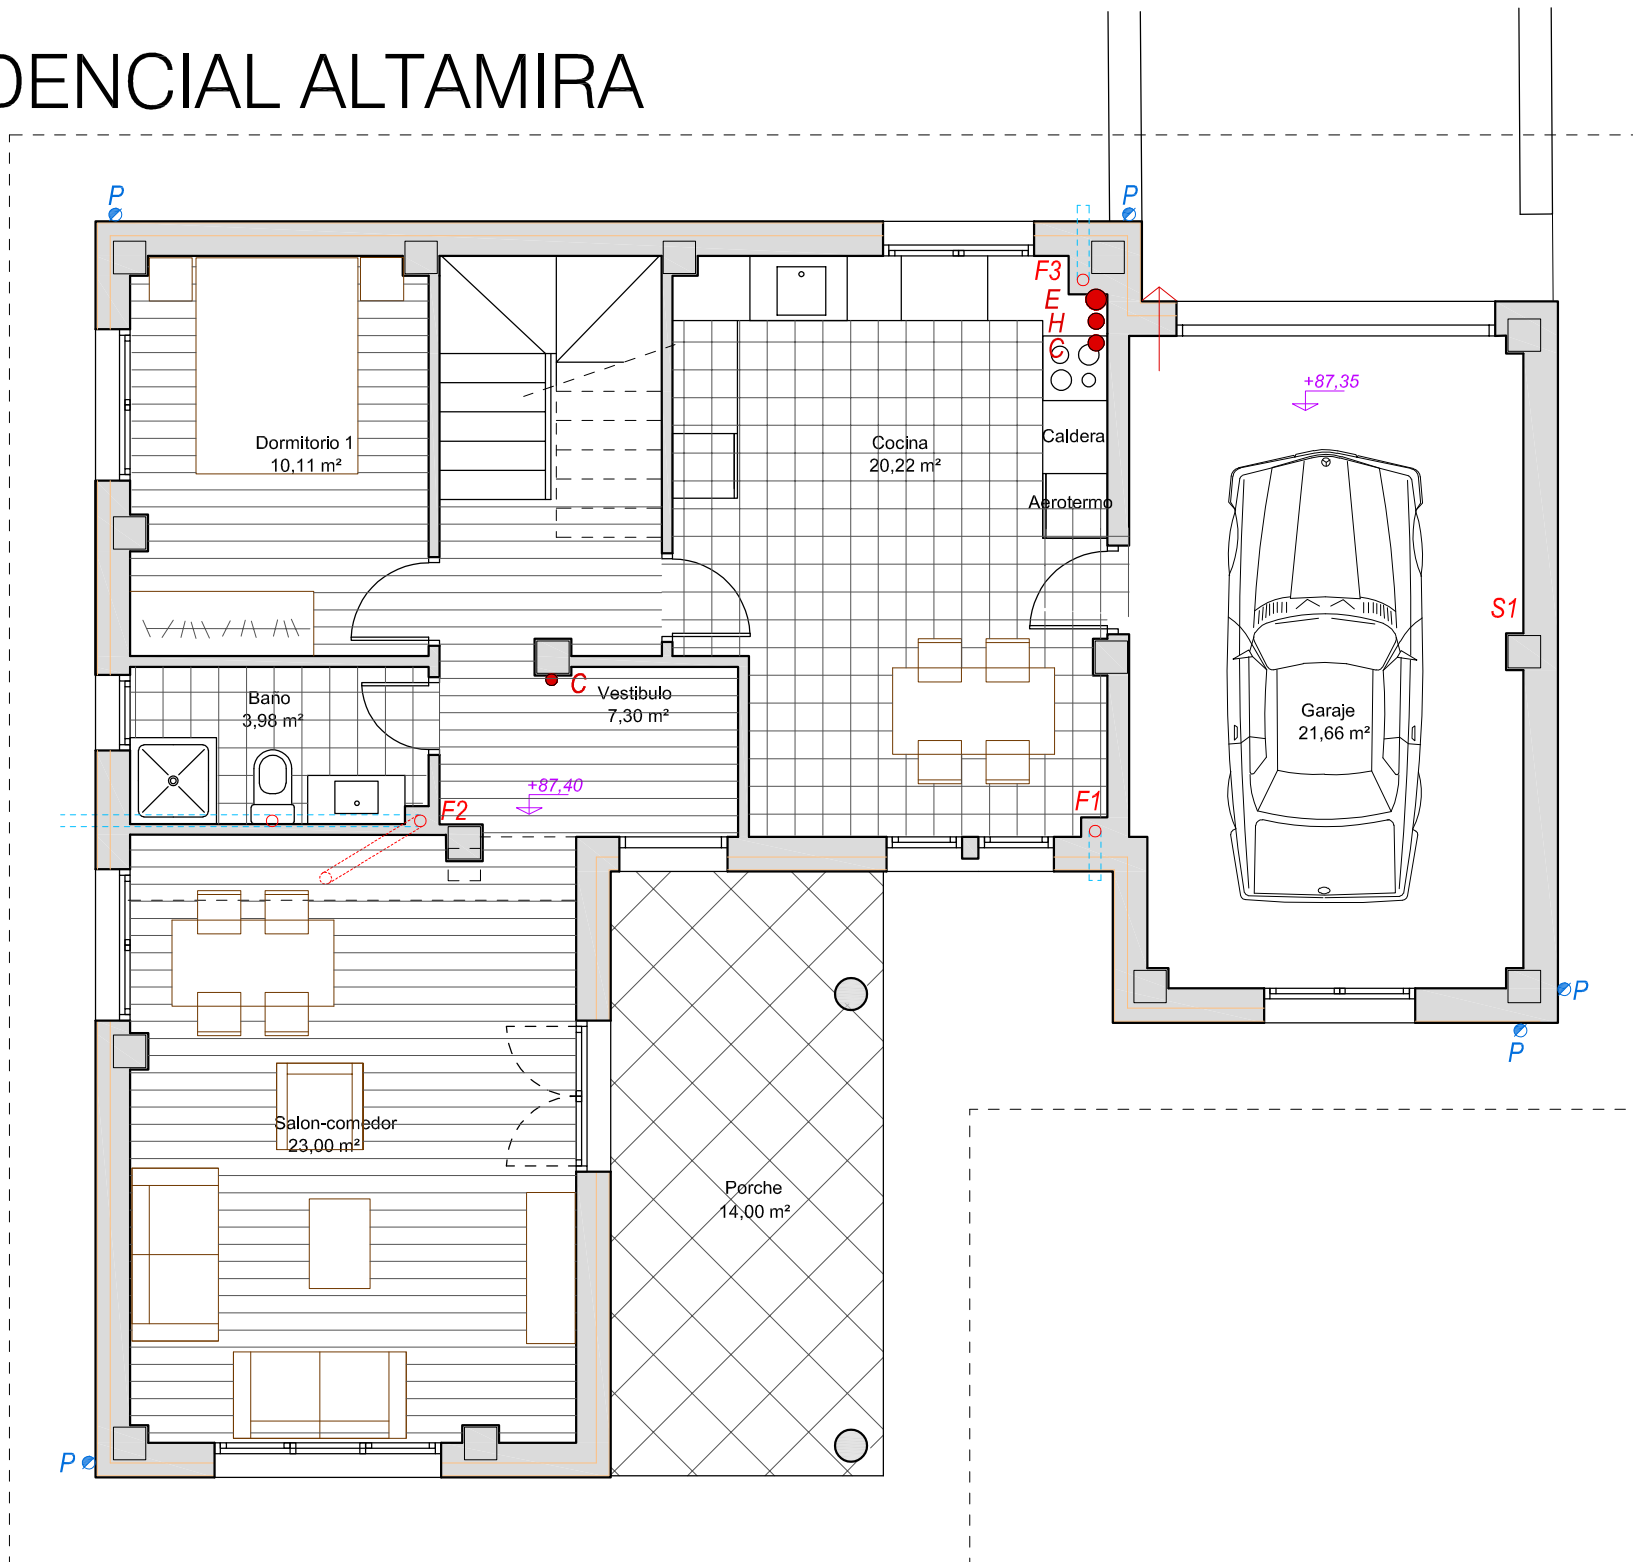 DENCIAL ALTAMIRA
P
P
F3
E
H
C
+87,35
Dormitorio 1
10,11 m²
Cocina
20,22 m²
Caldera
Aerotermo
S1
C
Vestibulo
7,30 m²
Baño
3,98 m²
Garaje
21,66 m²
+87,40
F2
F1
P
P
Salon-comedor
23,00 m²
Porche
14,00 m²
P